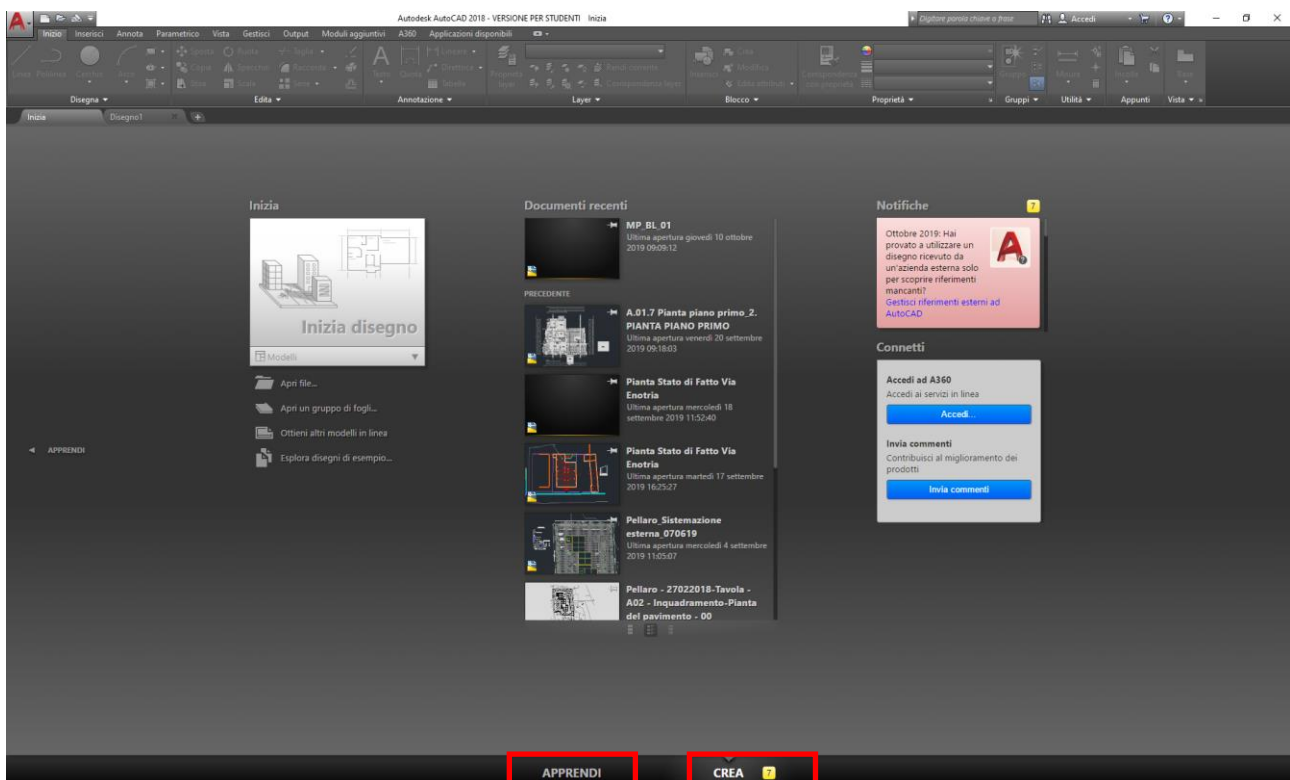 Autodesk AutoCAD 2018 - VERSIONE PER STUDENTI Inizia
Digitare parola chiave o frase
Accedi
Inizio Inserisci Annota Parametrico Vista Gestisci Output Moduli aggiuntivi A360 Applicazioni disponibili
Disegna
Edita
Annotazione
Layer
Blocco
Proprietà
Gruppi
Utilità
Appunti
Vista
Inizia
Disegno1
Inizia
Inizia disegno
Modelli
Apri file...
Apri un gruppo di fogli...
Ottieni altri modelli in linea
Esplora disegni di esempio...
APPRENDI
Documenti recenti
MP_BL_01
Ultima apertura giovedì 10 ottobre
2019 09:09:12
PRECEDENTE
A.01.7 Pianta piano primo_2.
PIANTA PIANO PRIMO
Ultima apertura venerdì 20 settembre
2019 09:18:03
Pianta Stato di Fatto Via
Enotria
Ultima apertura mercoledì 18
settembre 2019 11:52:40
Pianta Stato di Fatto Via
Enotria
Ultima apertura martedì 17 settembre
2019 16:25:27
Pellaro_Sistemazione
esterna_070619
Ultima apertura mercoledì 4 settembre
2019 11:05:07
Pellaro - 27022018-Tavola -
A02 - Inquadramento-Pianta
del pavimento - 00
Notifiche
7
Ottobre 2019: Hai
provato a utilizzare un
disegno ricevuto da
un'azienda esterna solo
per scoprire riferimenti
mancanti?
Gestisci riferimenti esterni ad
AutoCAD
Connetti
Accedi ad A360
Accedi ai servizi in linea
Accedi...
Invia commenti
Contribuisci al miglioramento dei
prodotti
Invia commenti
APPRENDI
CREA 7